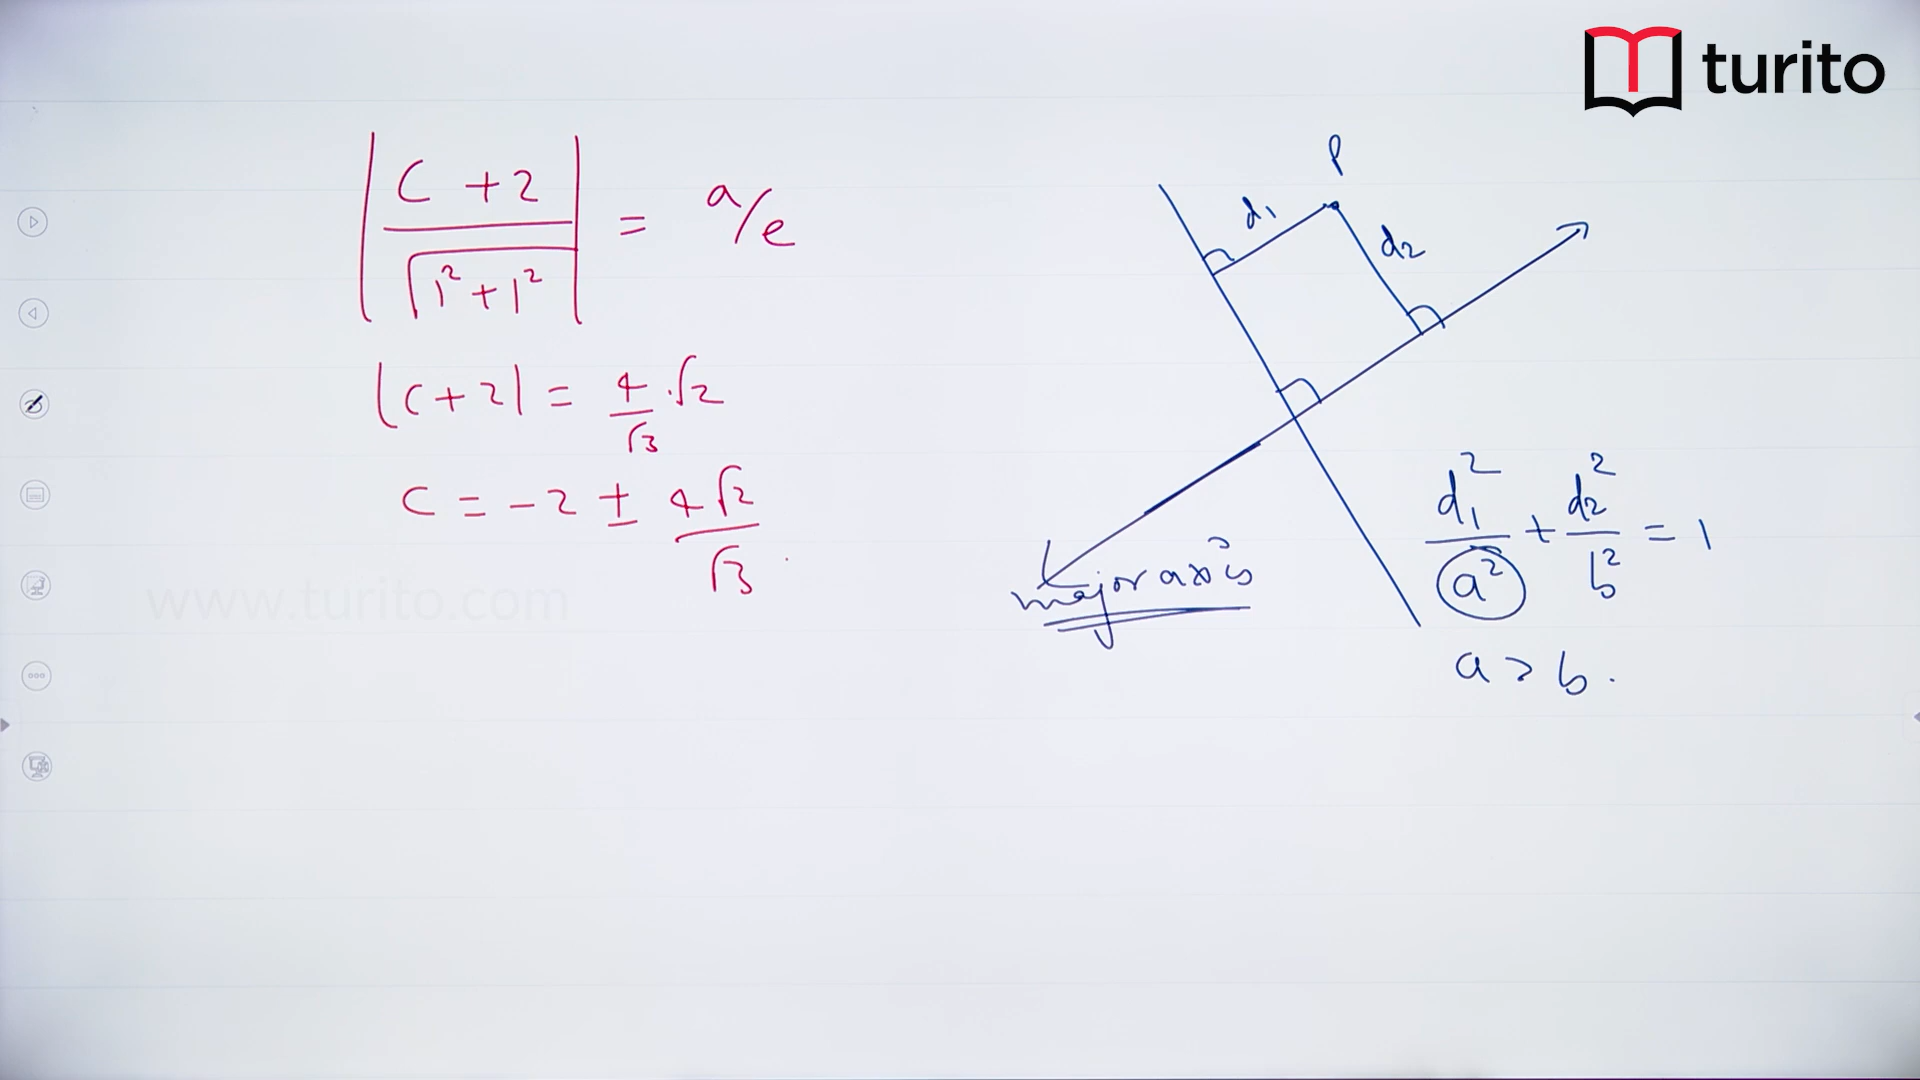 turito
| C + 2 / √1² + 1² | = a/e
|c + 2| = 4/√3 · √2
c = -2 ± 4√2/√3
www.turito.com
P
d₁
d₂
major axis
d₁²/a² + d₂²/b² = 1
a > b.